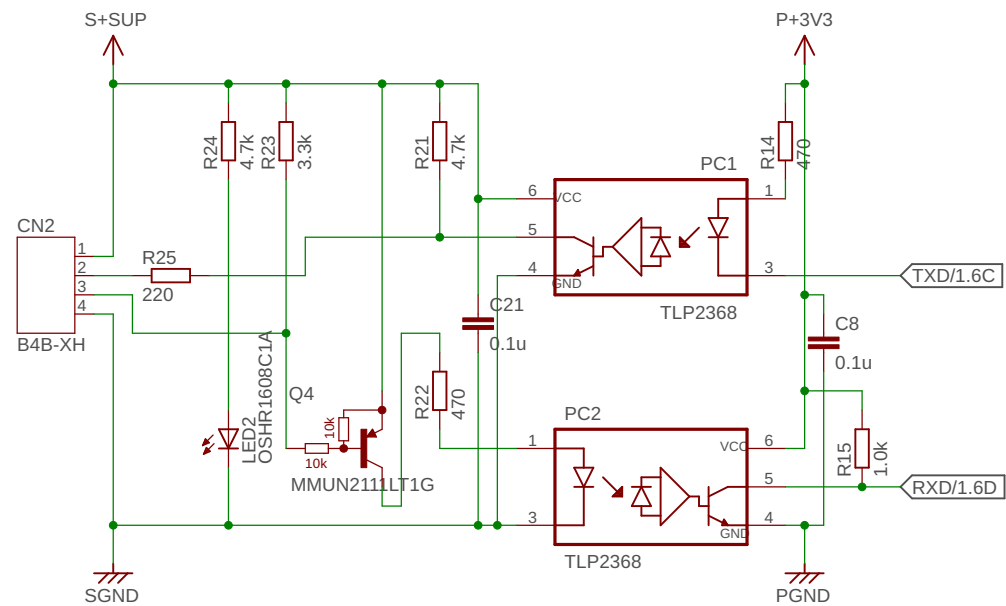 S+SUP
P+3V3
R24
4.7k
R23
3.3k
R21
4.7k
R14
470
PC1
6
VCC
1
CN2
1
2
3
4
R25
220
5
4
GND
3
TXD/1.6C
TLP2368
B4B-XH
C21
0.1u
C8
0.1u
LED2
OSHR1608C1A
Q4
10k
10k
MMUN2111LT1G
R22
470
PC2
1
VCC
6
R15
1.0k
5
RXD/1.6D
3
GND
4
TLP2368
SGND
PGND